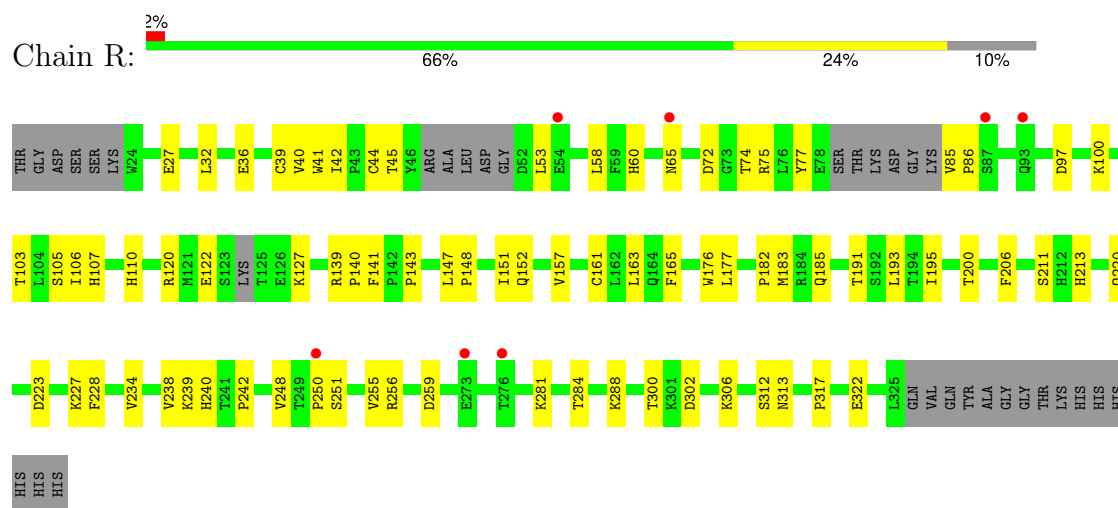 2%
Chain R:
66% 24% 10%
THR GLY ASP SER SER LYS W24 E27 L32 E36 C39 V40 W41 I42 P43 C44 T45 Y46 ARG ALA LEU ASP GLY D52 L53 E54 L58 F59 H60 N65 D72 G73 T74 R75 L76 Y77 E78 SER THR LYS ASP GLY LYS V85 P86 S87 Q93 D97 K100
T103 L104 S105 I106 H107 H110 R120 M121 E122 S123 LYS T125 E126 K127 R139 P140 F141 P142 P143 L147 P148 I151 Q152 V157 C161 L162 L163 Q164 F165 W176 L177 P182 M183 R184 Q185 T191 S192 L193 T194 I195 T200 F206 S211 H212 H213
D223 K227 F228 V234 V238 K239 H240 T241 P242 V248 T249 P250 S251 V255 R256 D259 E273 T276 K281 T284 K288 T300 K301 D302 K306 S312 N313 P317 E322 L325 GLN VAL GLN TYR ALA GLY GLY THR LYS HIS HIS HIS
HIS HIS HIS